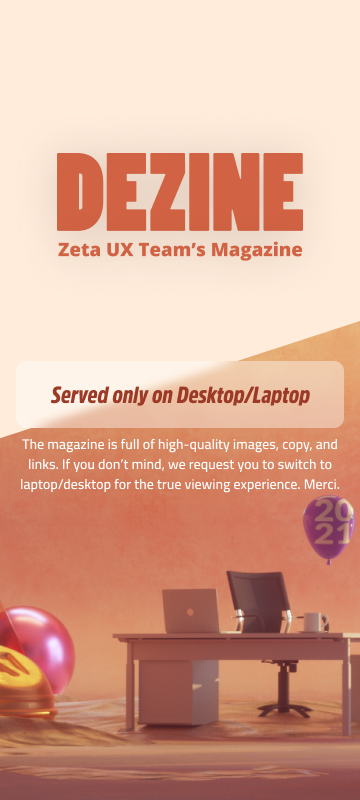 DEZINE
Zeta UX Team's Magazine
Served only on Desktop/Laptop
The magazine is full of high-quality images, copy, and
links. If you don't mind, we request you to switch to
laptop/desktop for the true viewing experience. Merci.
20
21